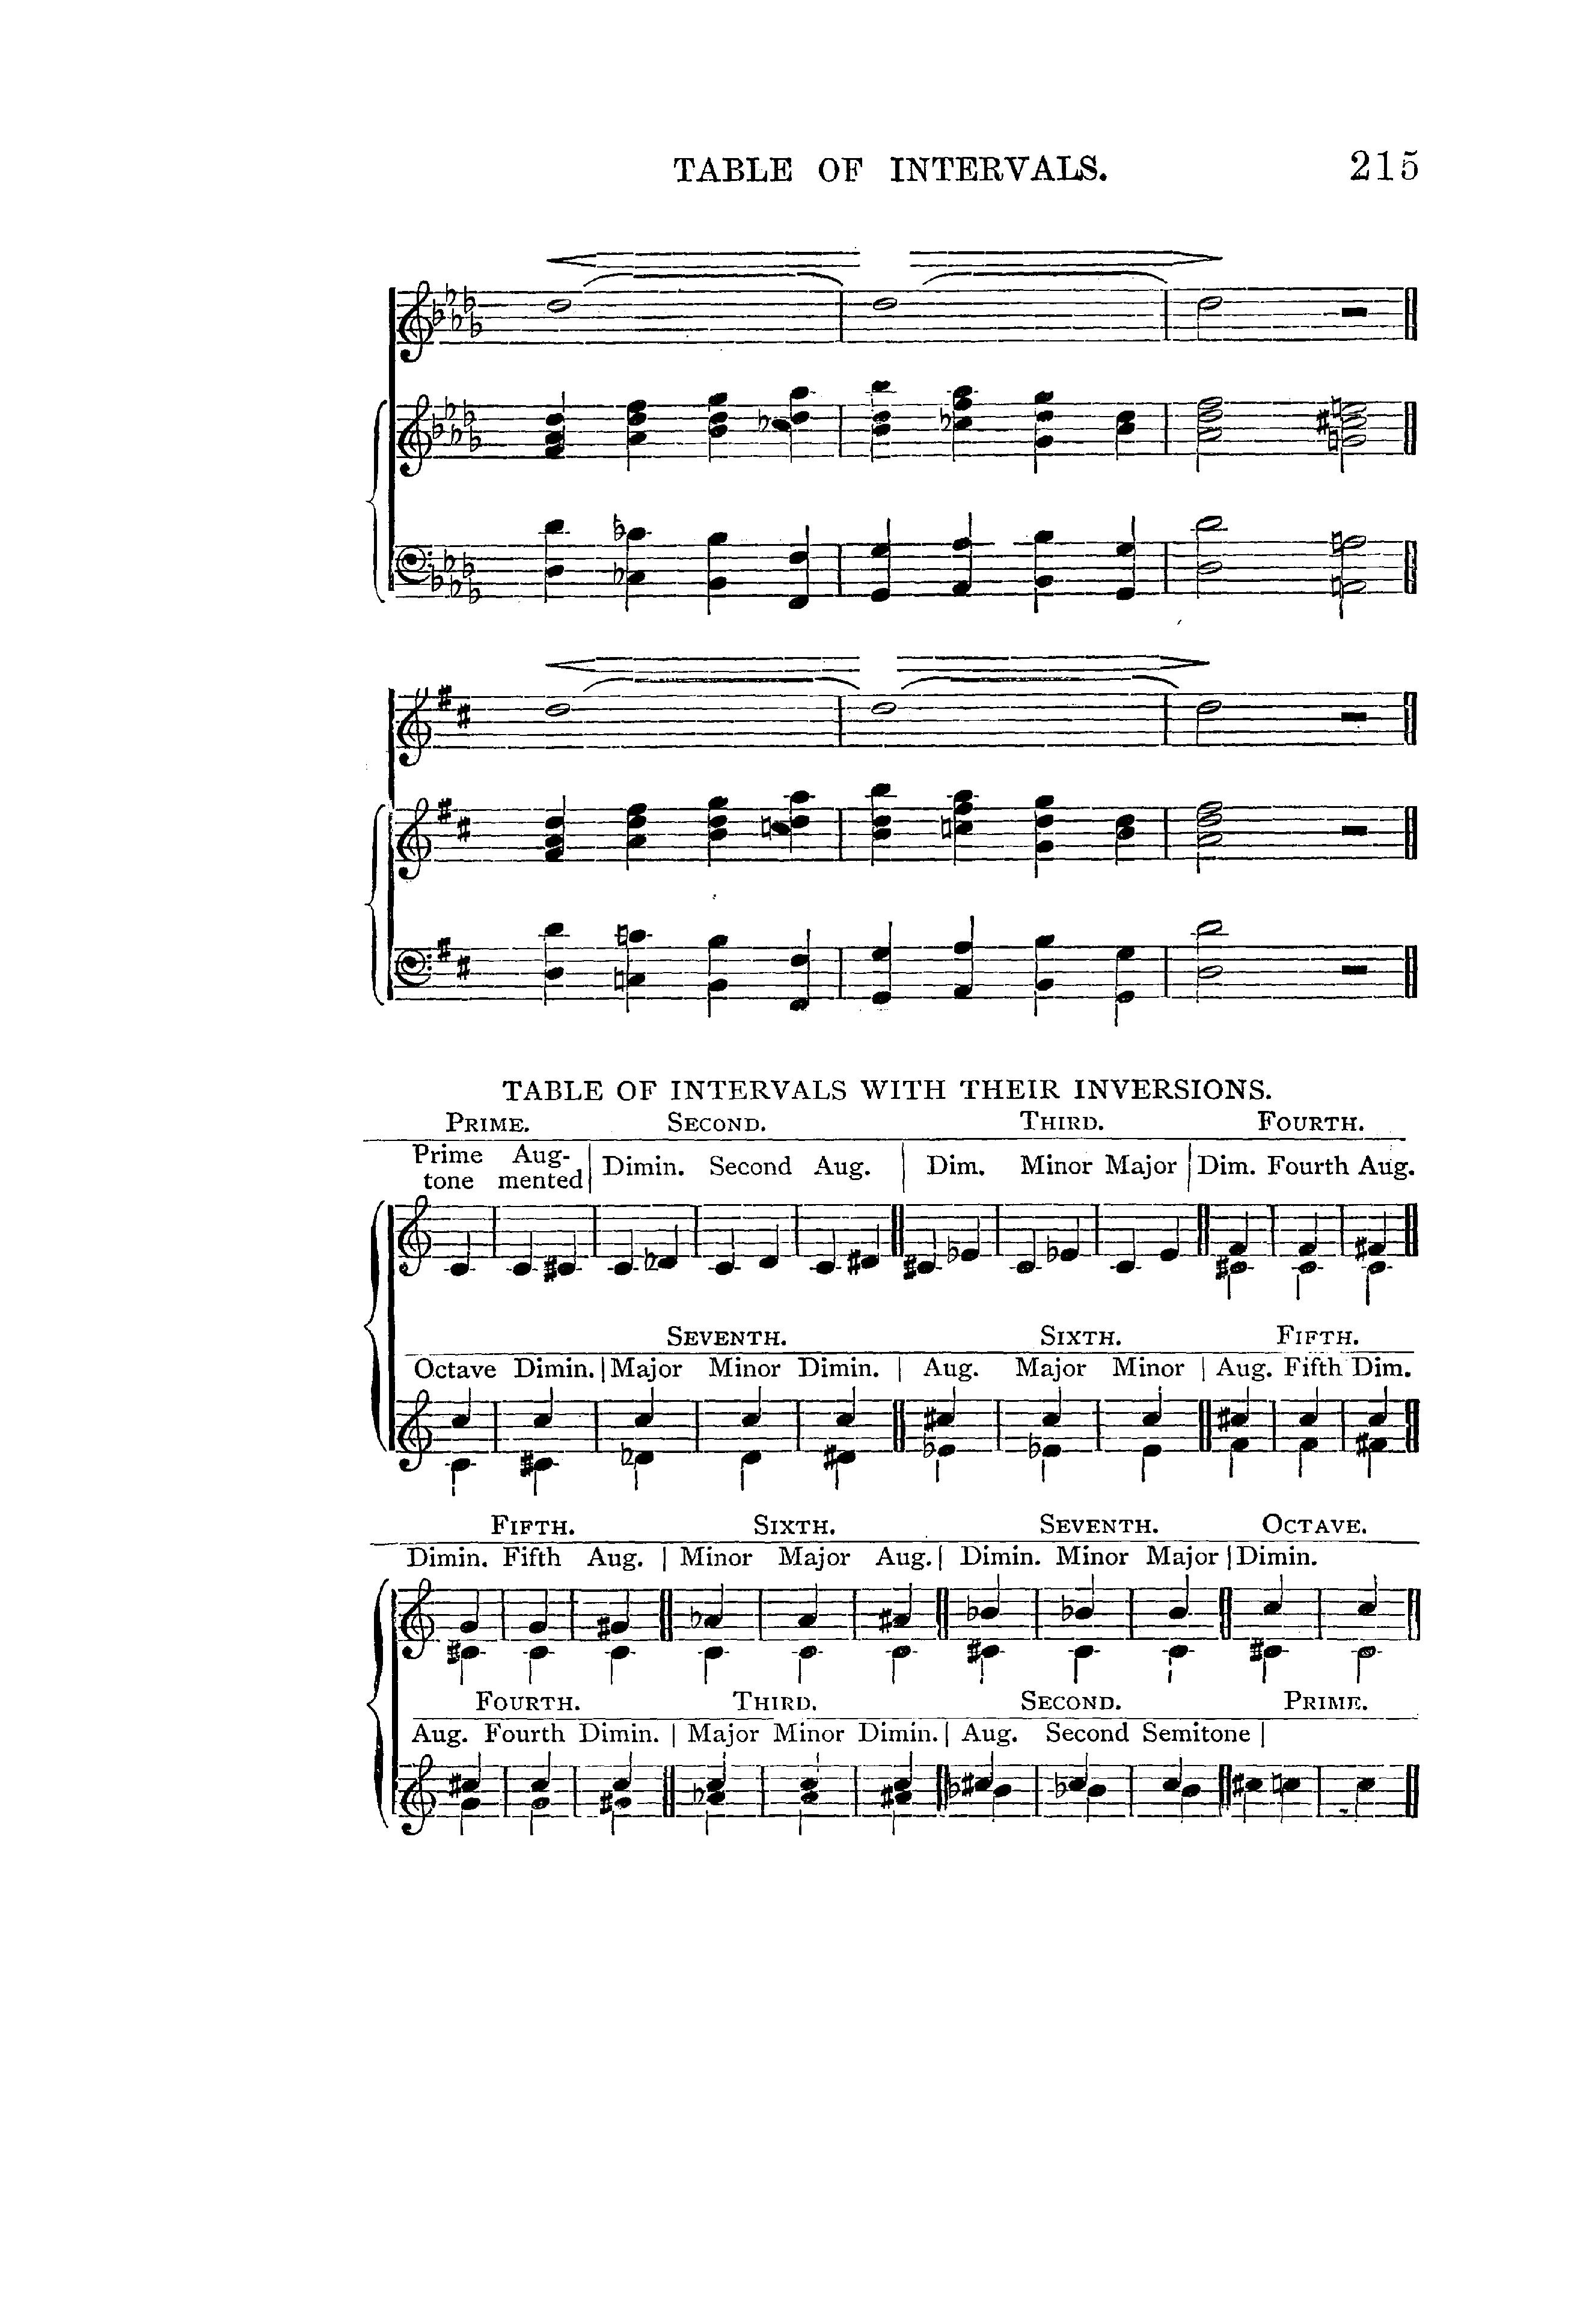 TABLE OF INTERVALS. 215
TABLE OF INTERVALS WITH THEIR INVERSIONS.
PRIME. SECOND. THIRD. FOURTH.
Prime tone Aug-mented Dimin. Second Aug. Dim. Minor Major Dim. Fourth Aug.
SEVENTH. SIXTH. FIFTH.
Octave Dimin. Major Minor Dimin. Aug. Major Minor Aug. Fifth Dim.
FIFTH. SIXTH. SEVENTH. OCTAVE.
Dimin. Fifth Aug. Minor Major Aug. Dimin. Minor Major Dimin.
FOURTH. THIRD. SECOND. PRIME.
Aug. Fourth Dimin. Major Minor Dimin. Aug. Second Semitone